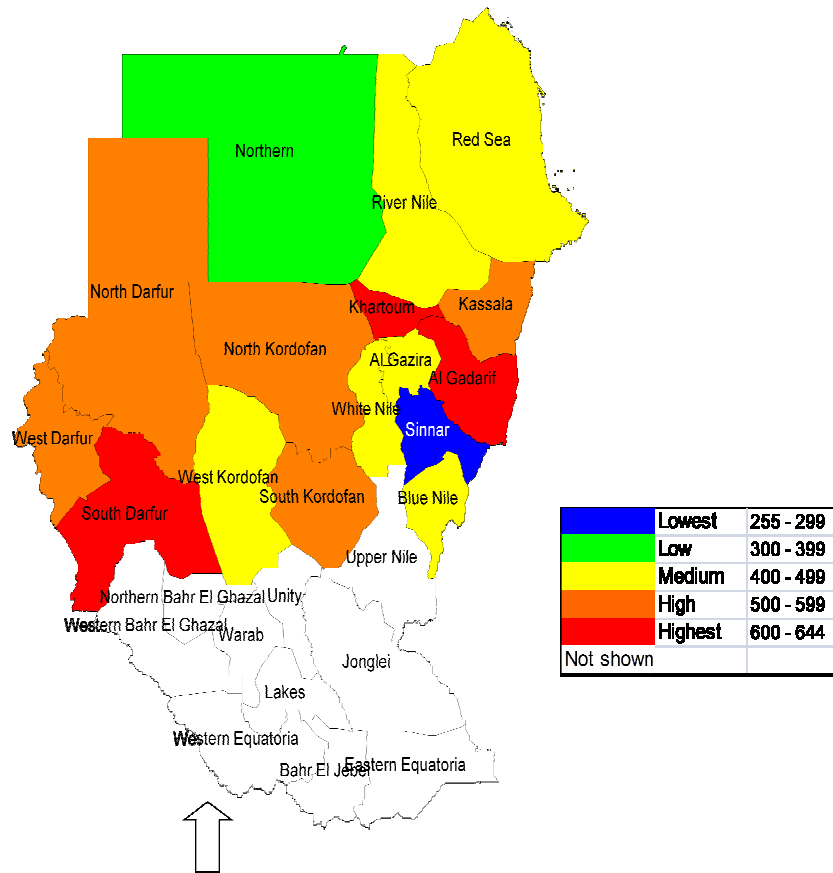 Red Sea
Northern
River Nile
North Darfur
Kassala
Khartoum
North Kordofan
Al Gazira
Al Gadarif
White Nile
Sinnar
West Darfur
West Kordofan
South Kordofan
Blue Nile
South Darfur
Upper Nile
Northern Bahr El Ghazal
Unity
Western Bahr El Ghazal
Warab
Jonglei
Lakes
Western Equatoria
Bahr El Jebel
Eastern Equatoria
Lowest 255 - 299
Low 300 - 399
Medium 400 - 499
High 500 - 599
Highest 600 - 644
Not shown